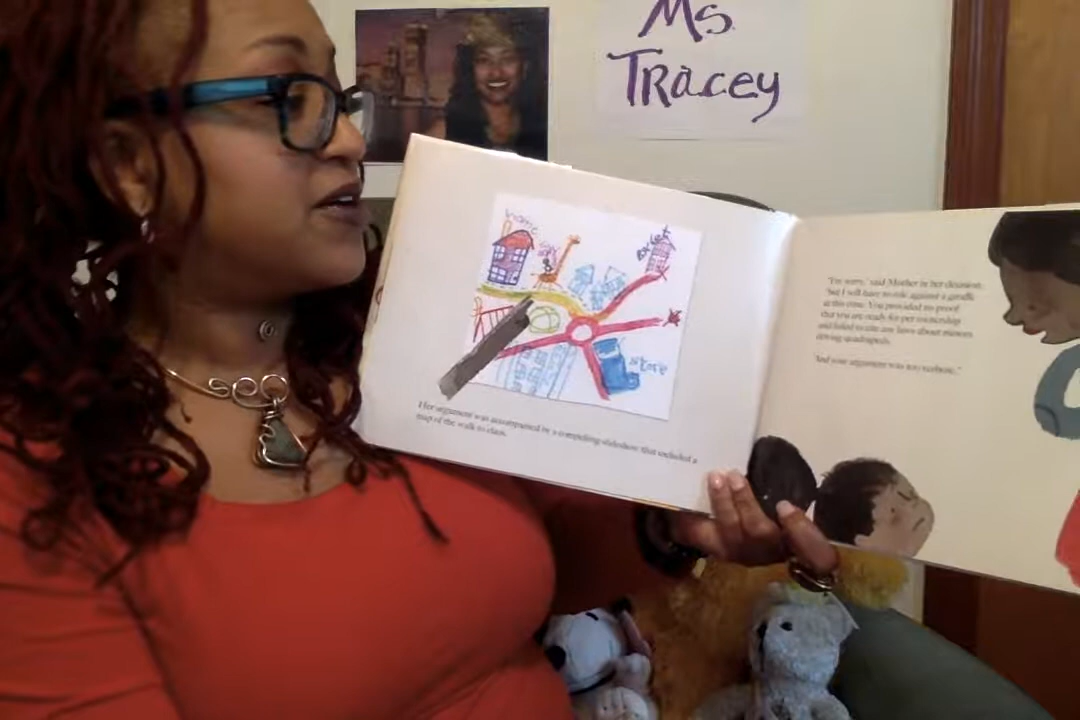 Ms.
Tracey
home
store
Her argument was accompanied by a compelling slideshow that included a
map of the walk to class.
"I'm sorry," said Mother in her decision,
"but I will have to rule against a giraffe
at this time. You provided no proof
that you are ready for pet ownership
and failed to cite any laws about minors
driving quadrupeds.
And your argument was too verbose."